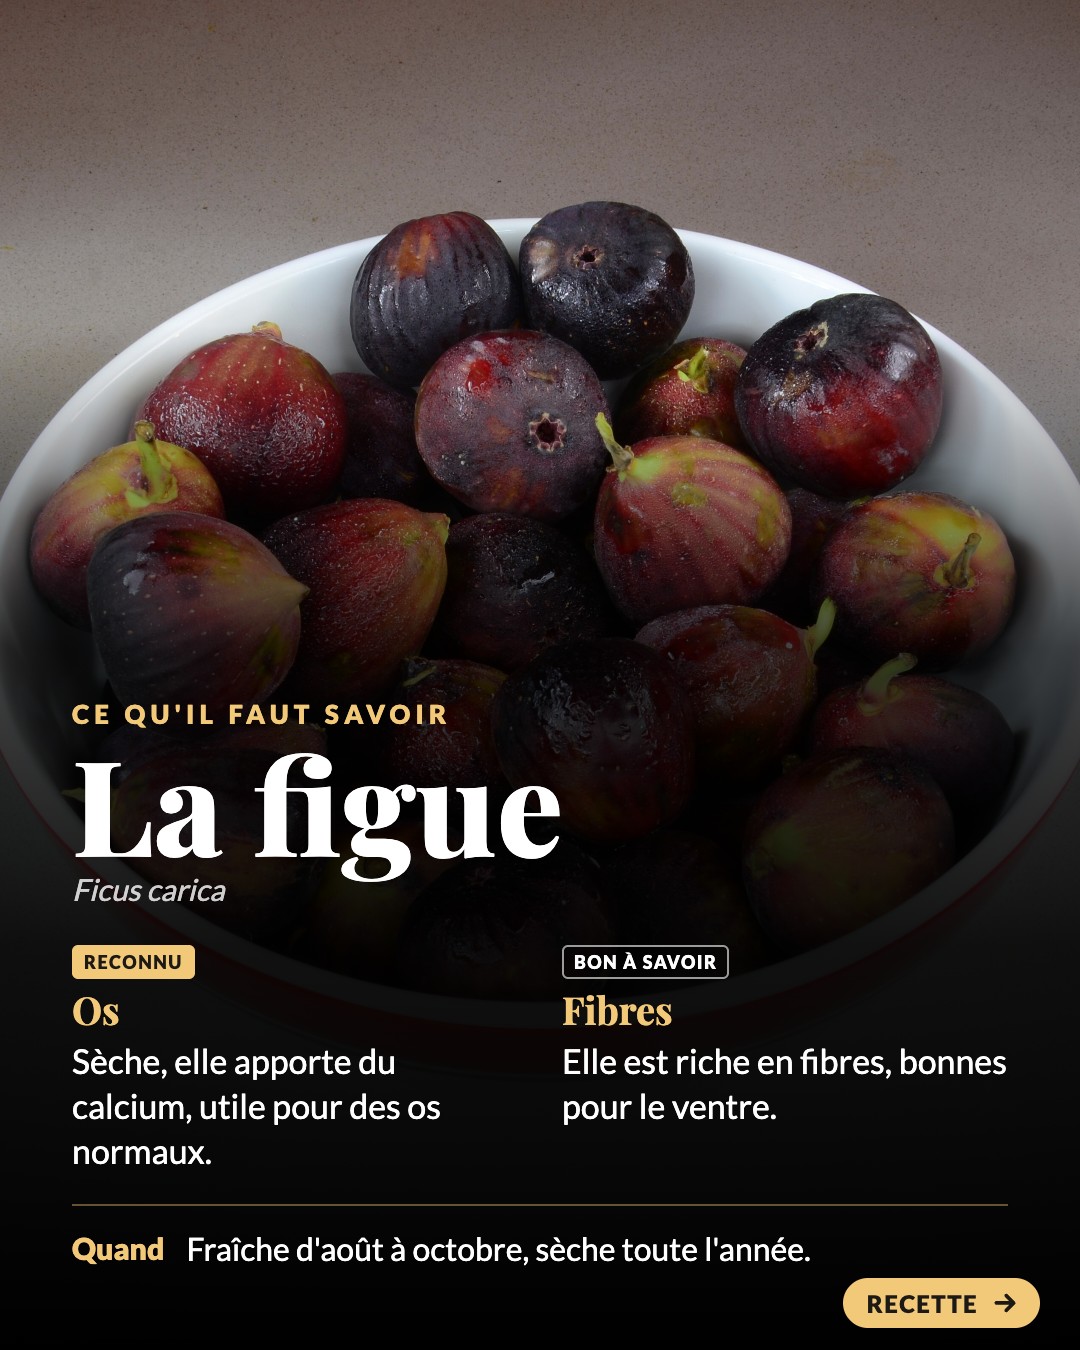 CE QU'IL FAUT SAVOIR
La figue
Ficus carica
RECONNU
Os
Sèche, elle apporte du
calcium, utile pour des os
normaux.
BON À SAVOIR
Fibres
Elle est riche en fibres, bonnes
pour le ventre.
Quand Fraîche d'août à octobre, sèche toute l'année.
RECETTE →